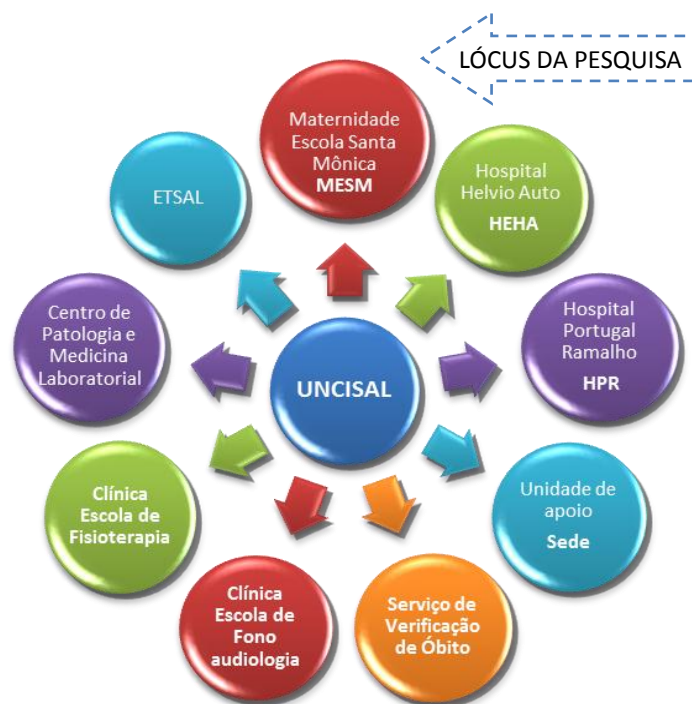 LÓCUS DA PESQUISA
Maternidade
Escola Santa
Mônica
MESM
Hospital
Helvio Auto
HEHA
Hospital
Portugal
Ramalho
HPR
Unidade de
apoio
Sede
Serviço de
Verificação
de Óbito
Clínica
Escola de
Fono
audiologia
Clínica
Escola de
Fisioterapia
Centro de
Patologia e
Medicina
Laboratorial
ETSAL
UNCISAL